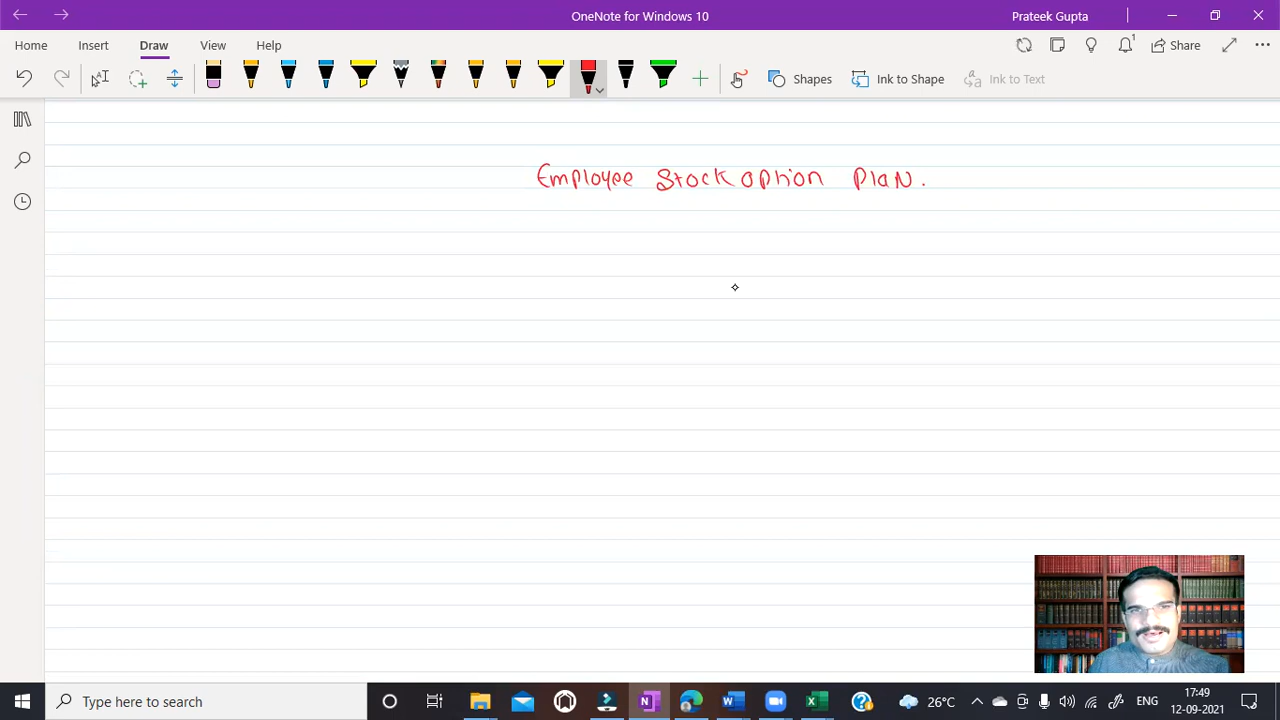 OneNote for Windows 10
Prateek Gupta
Home Insert Draw View Help
Share
Shapes
Ink to Shape
Ink to Text
Employee Stock option Plan.
Type here to search
26°C
ENG
17:49
12-09-2021